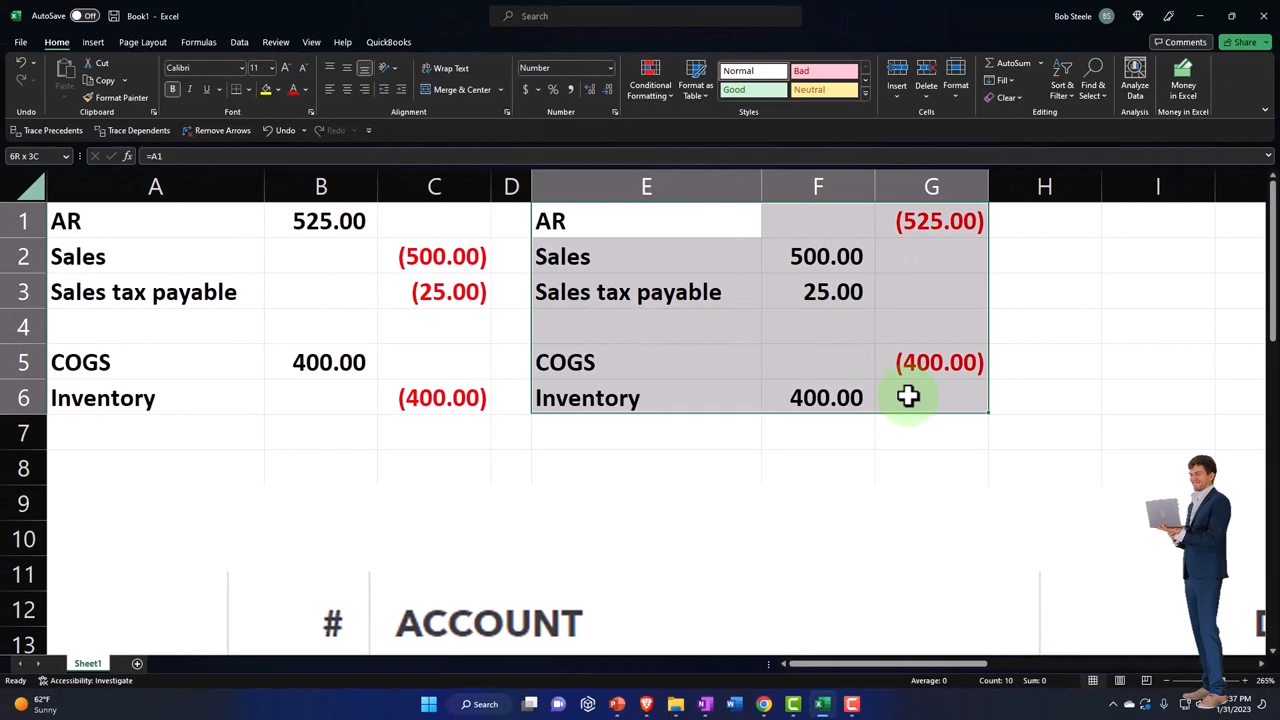 AutoSave Off Book1 - Excel Search Bob Steele BS
File Home Insert Page Layout Formulas Data Review View Help QuickBooks Comments Share
Cut Calibri 11 Wrap Text Number Normal Bad AutoSum
Copy Good Neutral
Paste Format Painter B I U Merge & Center $ % Conditional Formatting Format as Table Insert Delete Format Clear Sort & Filter Find & Select Analyze Data Money in Excel
Undo Clipboard Font Alignment Number Styles Cells Editing Analysis Money in Excel
Trace Precedents Trace Dependents Remove Arrows Undo Redo
6R x 3C fx =A1
A B C D E F G H I
1 AR 525.00 AR (525.00)
2 Sales (500.00) Sales 500.00
3 Sales tax payable (25.00) Sales tax payable 25.00
4
5 COGS 400.00 COGS (400.00)
6 Inventory (400.00) Inventory 400.00
7
8
9
10
11
12 # ACCOUNT
13
Sheet1
Ready Accessibility: Investigate Average: 0 Count: 10 Sum: 0 265%
62°F Search
Sunny 1/31/2023